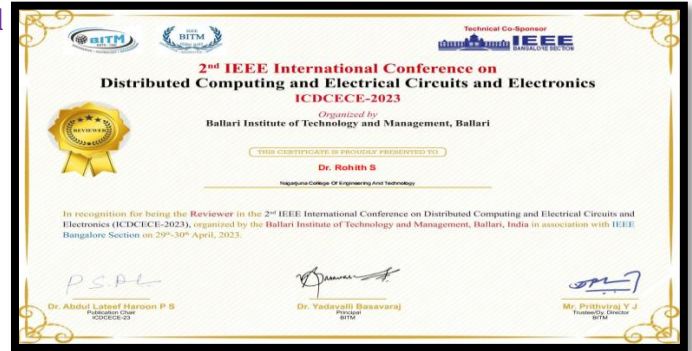 BITM
IEEE
BITM
Technical Co-Sponsor
IEEE
BANGALORE SECTION
2nd IEEE International Conference on
Distributed Computing and Electrical Circuits and Electronics
ICDCECE-2023
Organized by
Ballari Institute of Technology and Management, Ballari
REVIEWER
THIS CERTIFICATE IS PROUDLY PRESENTED TO
Dr. Rohith S
Nagarjuna College Of Engineering And Technology
In recognition for being the Reviewer in the 2nd IEEE International Conference on Distributed Computing and Electrical Circuits and
Electronics (ICDCECE-2023), organized by the Ballari Institute of Technology and Management, Ballari, India in association with IEEE
Bangalore Section on 29th-30th April, 2023.
Dr. Abdul Lateef Haroon P S
Publication Chair
ICDCECE-23
Dr. Yadavalli Basavaraj
Principal
BITM
Mr. Prithviraj Y J
Trustee/Dy. Director
BITM